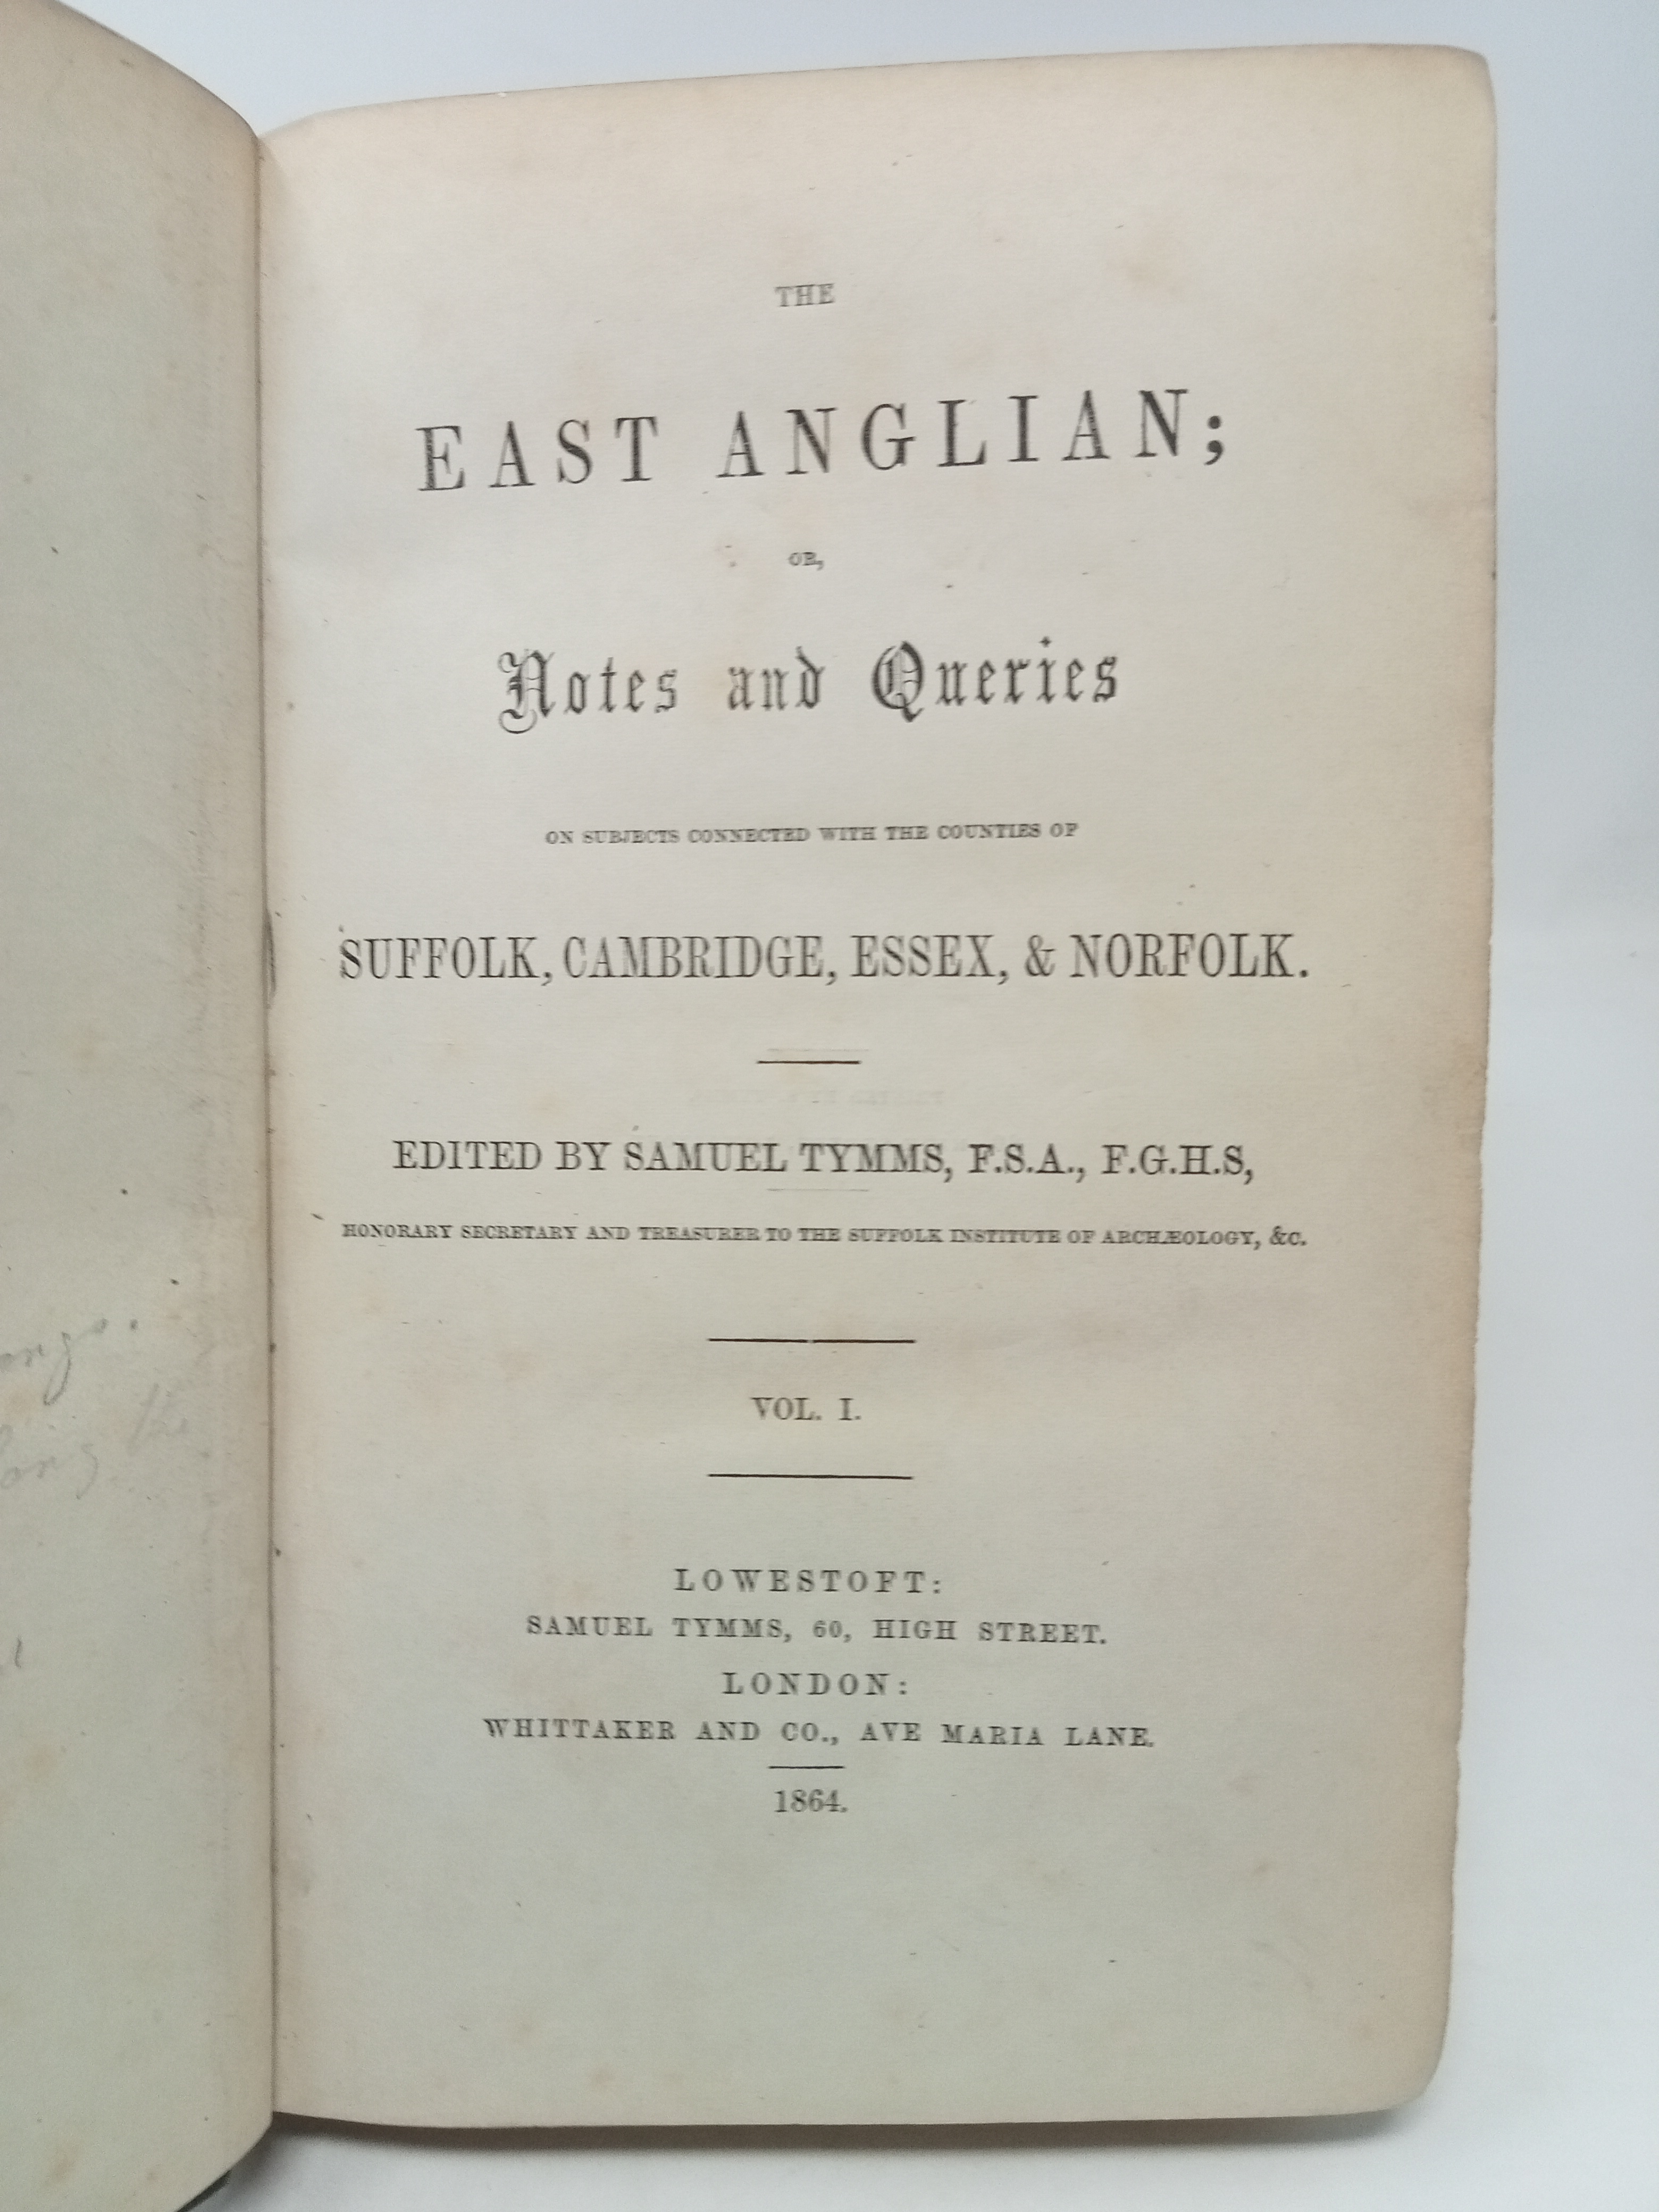 THE
EAST ANGLIAN;
OR,
Notes and Queries
ON SUBJECTS CONNECTED WITH THE COUNTIES OF
SUFFOLK, CAMBRIDGE, ESSEX, & NORFOLK.
EDITED BY SAMUEL TYMMS, F.S.A., F.G.H.S,
HONORARY SECRETARY AND TREASURER TO THE SUFFOLK INSTITUTE OF ARCHÆOLOGY, &c.
VOL. I.
LOWESTOFT:
SAMUEL TYMMS, 60, HIGH STREET.
LONDON:
WHITTAKER AND CO., AVE MARIA LANE.
1864.